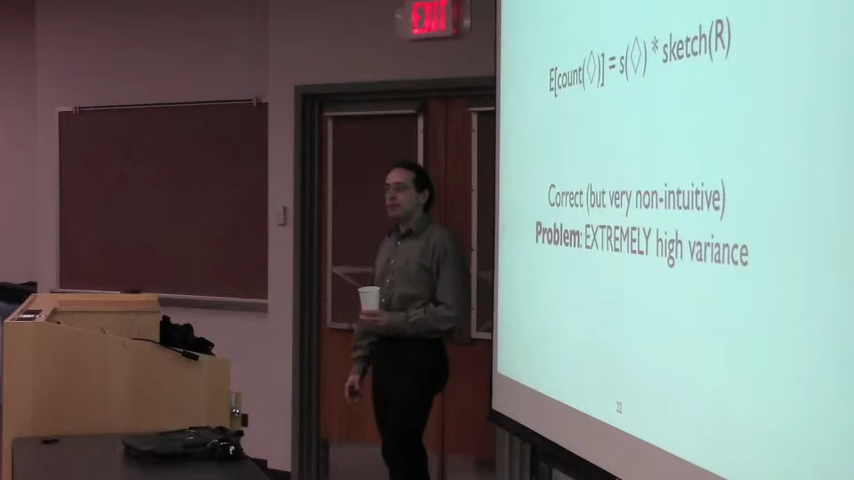 EXIT
E[count(◇)] = s(◇) * sketch(R)
Correct (but very non-intuitive)
Problem: EXTREMELY high variance
22